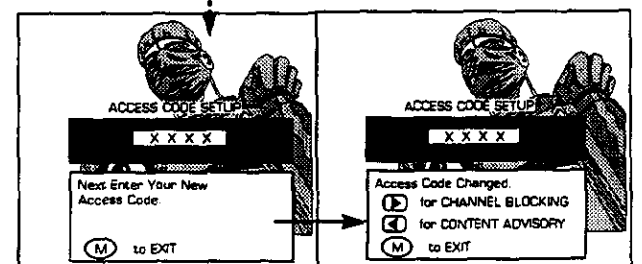 ACCESS CODE SETUP
X X X X
Next Enter Your New
Access Code.
M to EXIT
ACCESS CODE SETUP
X X X X
Access Code Changed.
for CHANNEL BLOCKING
for CONTENT ADVISORY
M to EXIT